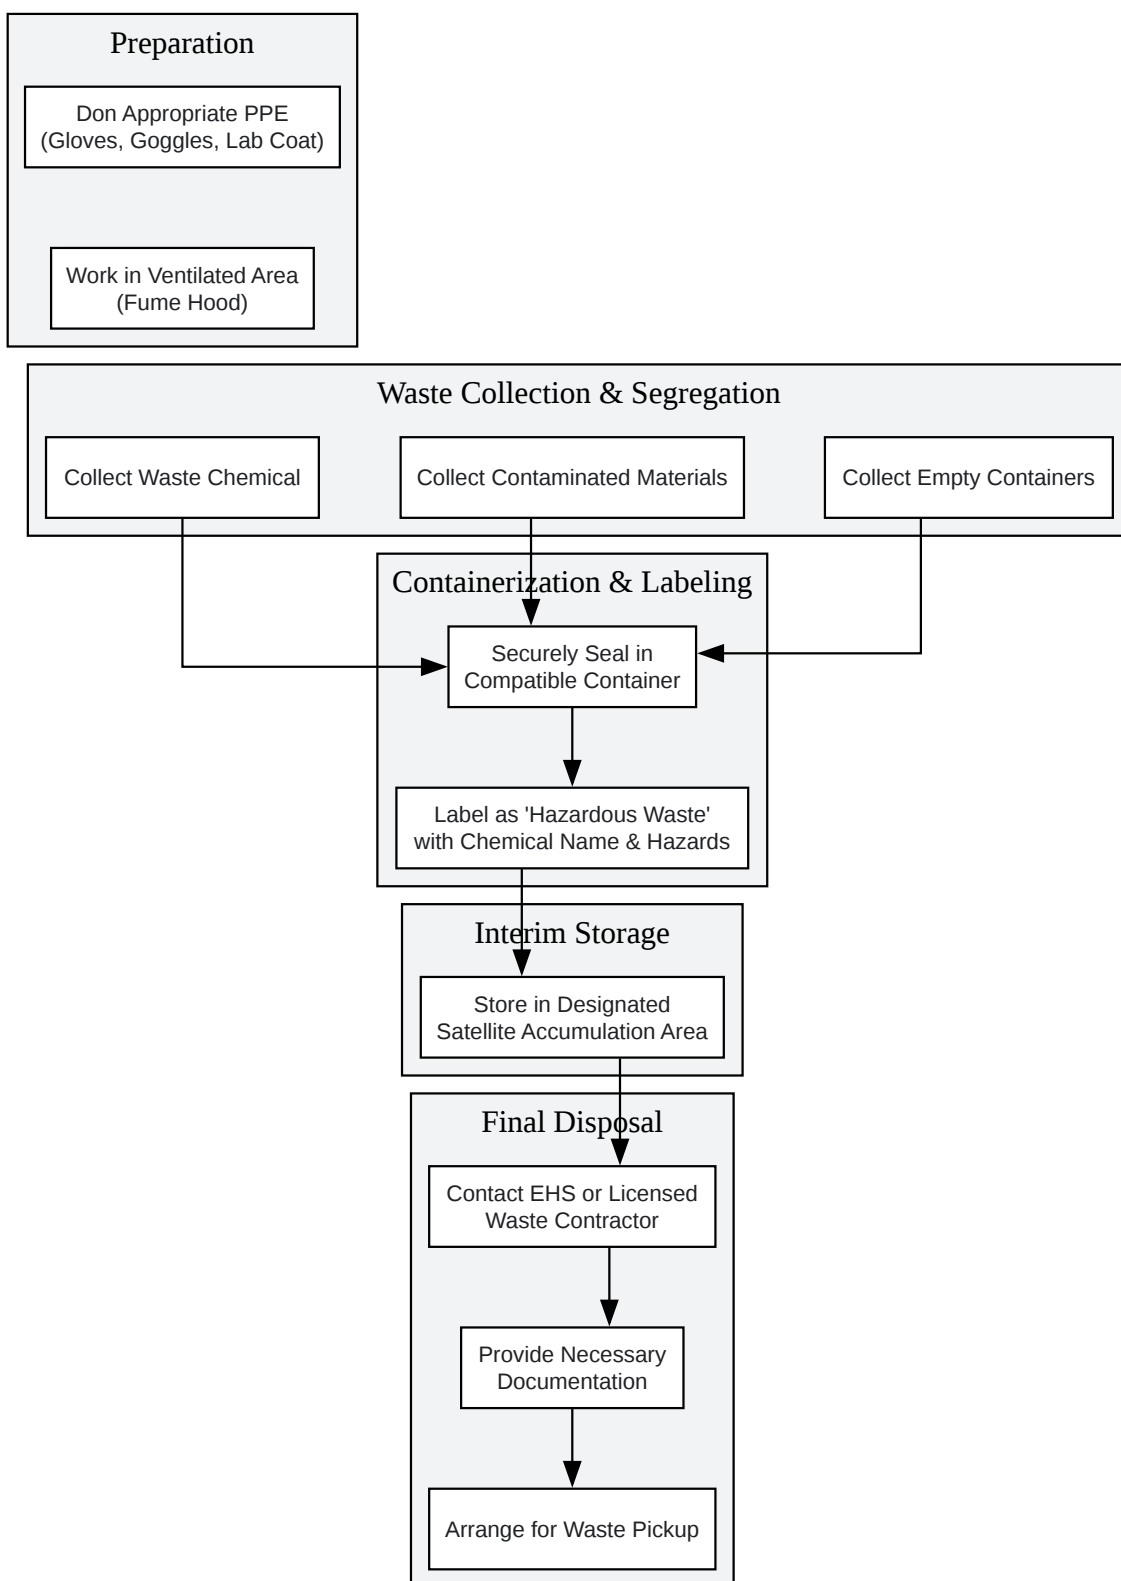 Preparation
Don Appropriate PPE
(Gloves, Goggles, Lab Coat)
Work in Ventilated Area
(Fume Hood)
Waste Collection & Segregation
Collect Waste Chemical
Collect Contaminated Materials
Collect Empty Containers
Containerization & Labeling
Securely Seal in
Compatible Container
Label as 'Hazardous Waste'
with Chemical Name & Hazards
Interim Storage
Store in Designated
Satellite Accumulation Area
Final Disposal
Contact EHS or Licensed
Waste Contractor
Provide Necessary
Documentation
Arrange for Waste Pickup